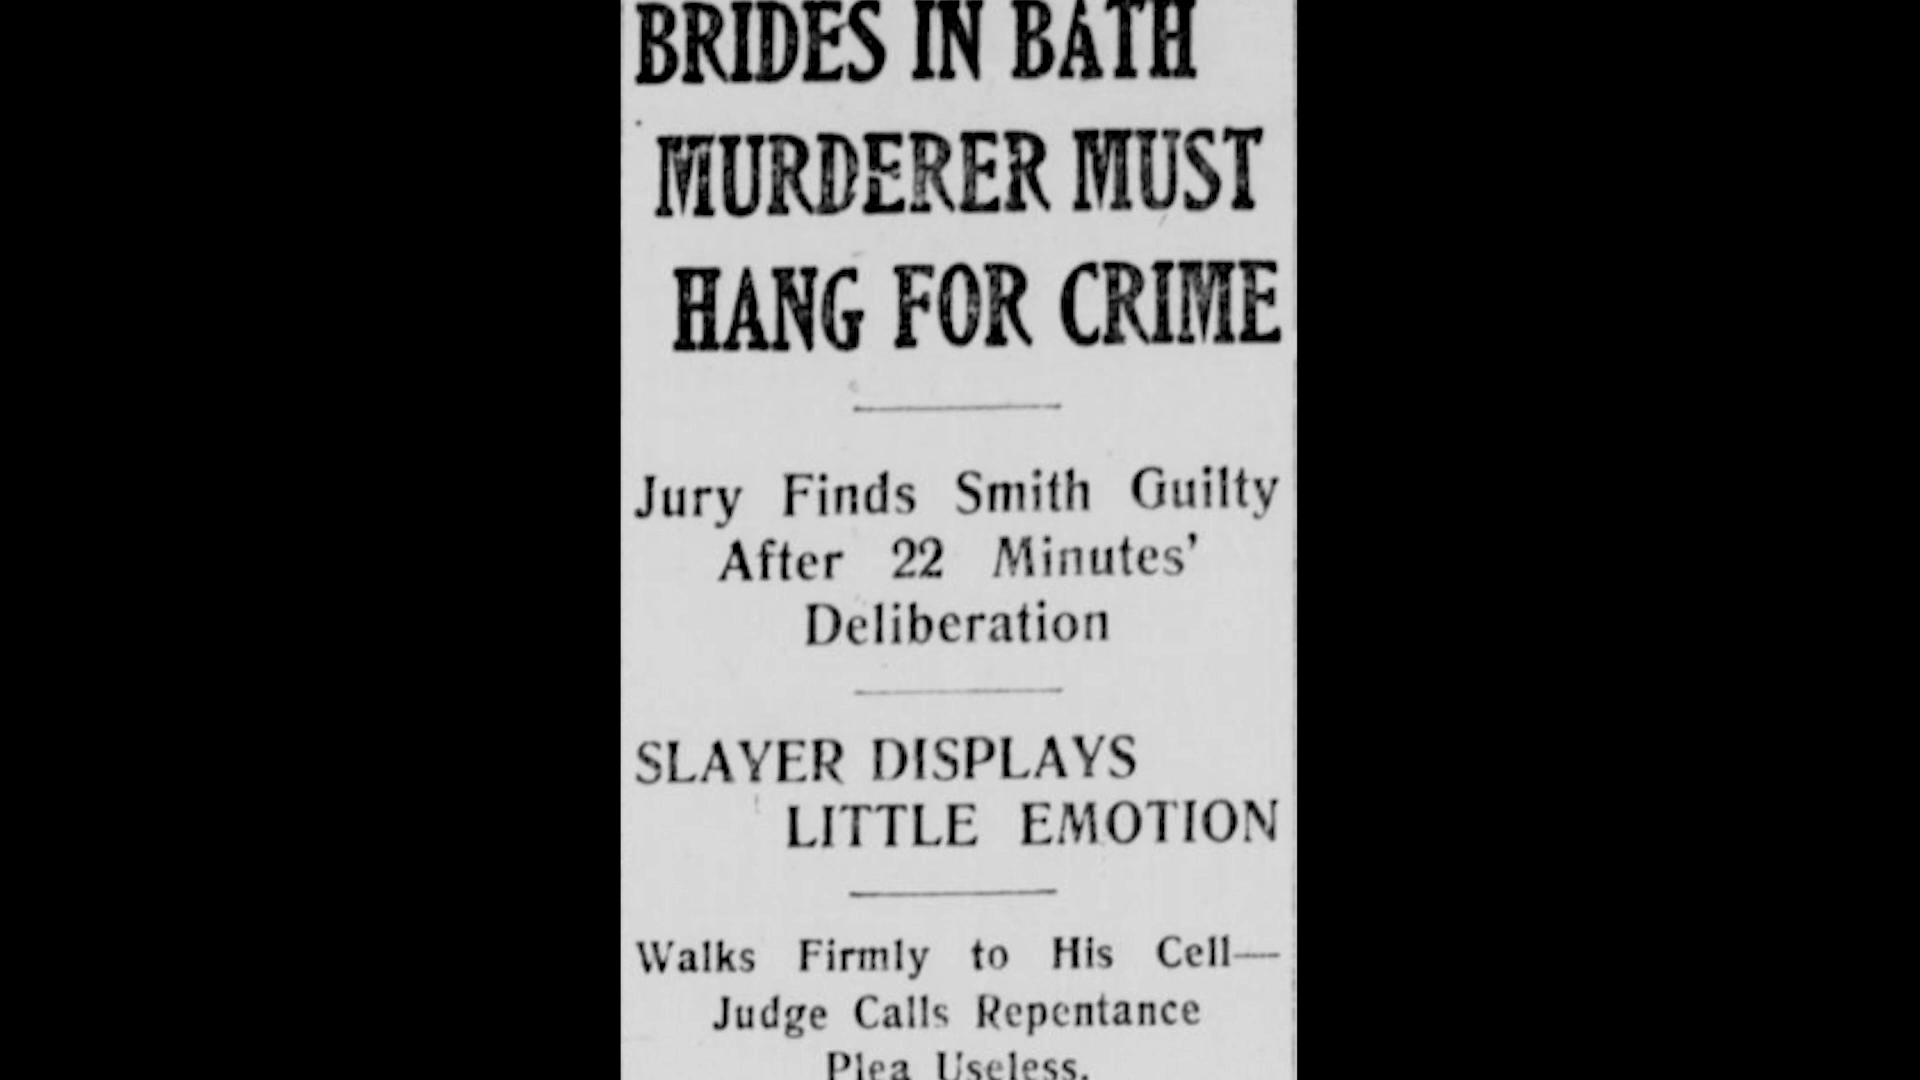 BRIDES IN BATH
MURDERER MUST
HANG FOR CRIME
Jury Finds Smith Guilty
After 22 Minutes'
Deliberation
SLAYER DISPLAYS
LITTLE EMOTION
Walks Firmly to His Cell—
Judge Calls Repentance
Plea Useless.